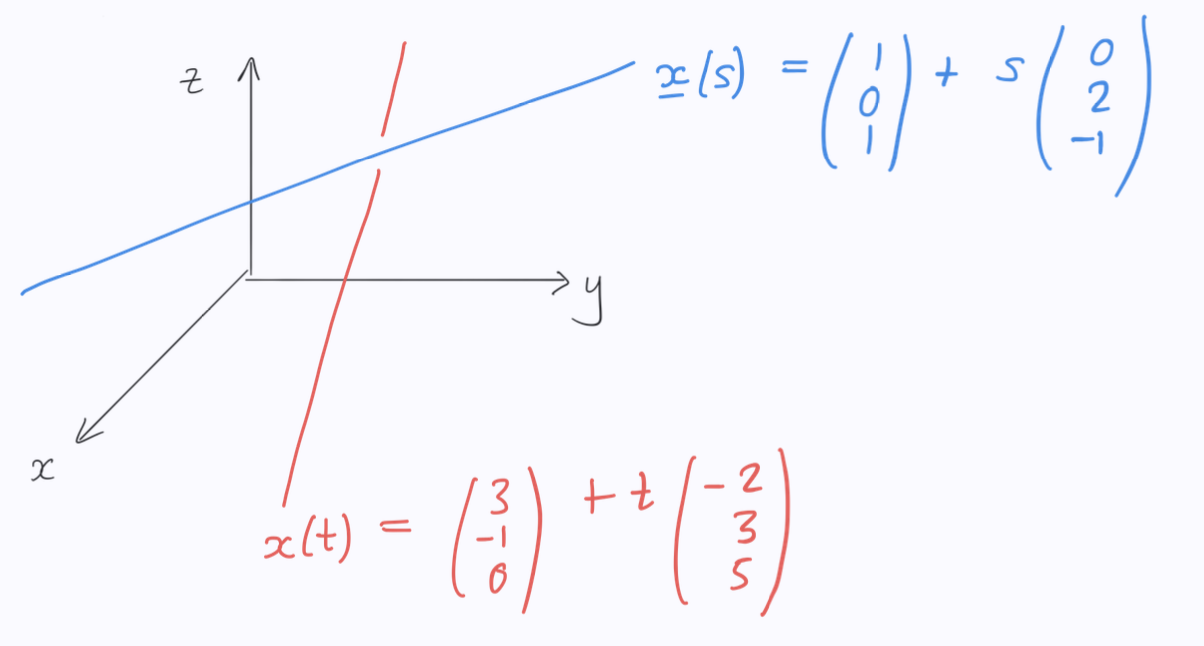 z
x(s) = (1 0 1) + s (0 2 -1)
y
x
x(t) = (3 -1 0) + t (-2 3 5)